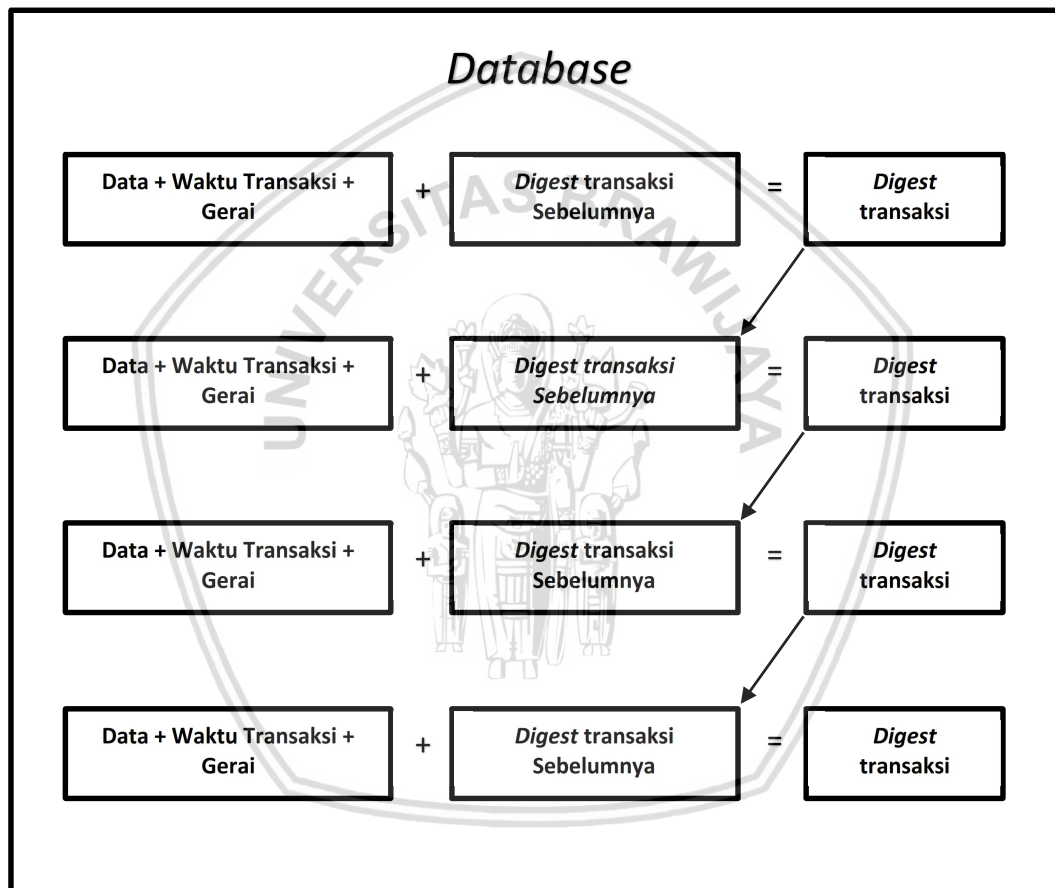 Database
Data + Waktu Transaksi +
Gerai
+
Digest transaksi
Sebelumnya
=
Digest
transaksi
Data + Waktu Transaksi +
Gerai
+
Digest transaksi
Sebelumnya
=
Digest
transaksi
Data + Waktu Transaksi +
Gerai
+
Digest transaksi
Sebelumnya
=
Digest
transaksi
Data + Waktu Transaksi +
Gerai
+
Digest transaksi
Sebelumnya
=
Digest
transaksi
UNIVERSITAS BRAWIJAYA